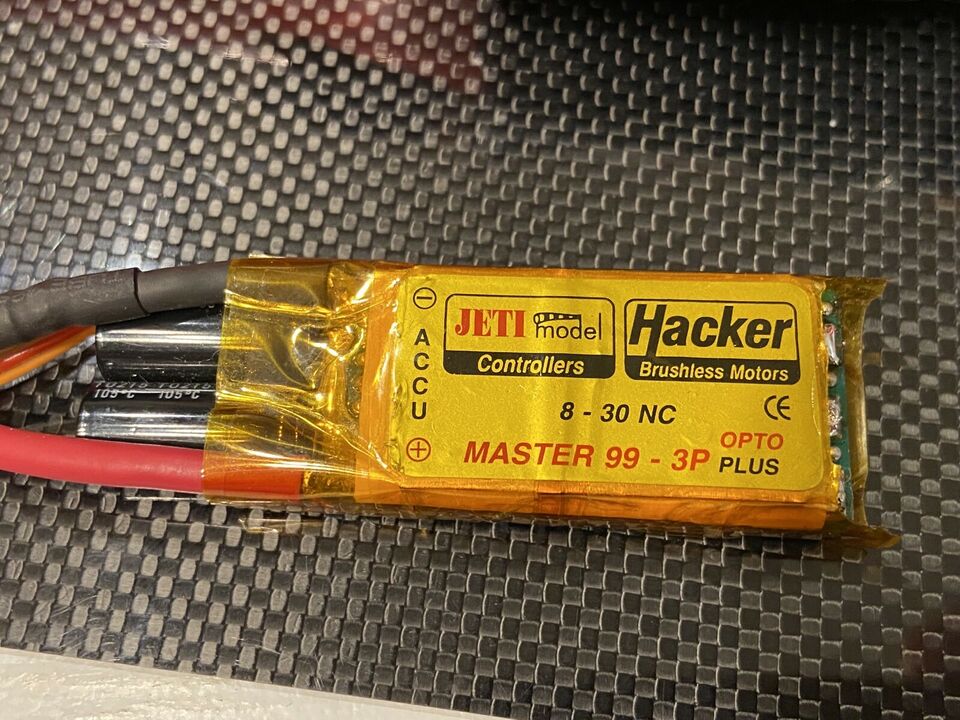 JETI model
Controllers
Hacker
Brushless Motors
⊖
ACCU
⊕
8 - 30 NC
CE
MASTER 99 - 3P
OPTO
PLUS
105°C 105°C